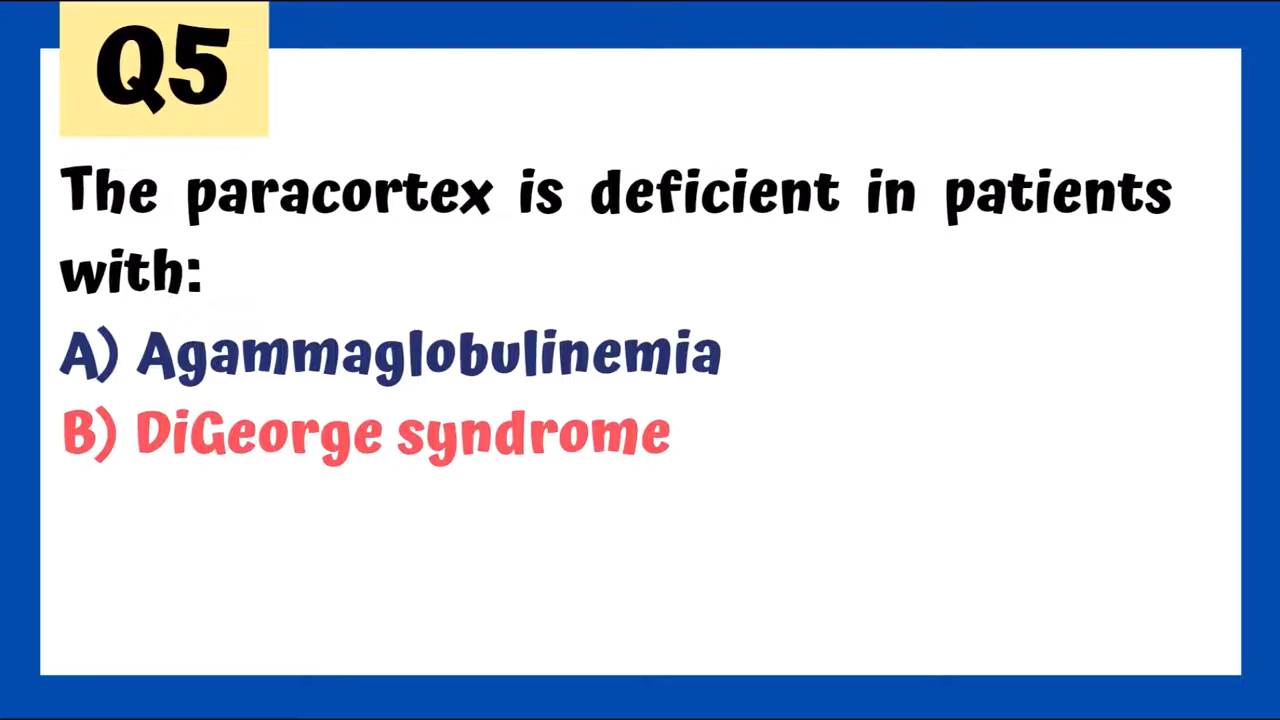 Q5
The paracortex is deficient in patients
with:
A) Agammaglobulinemia
B) DiGeorge syndrome